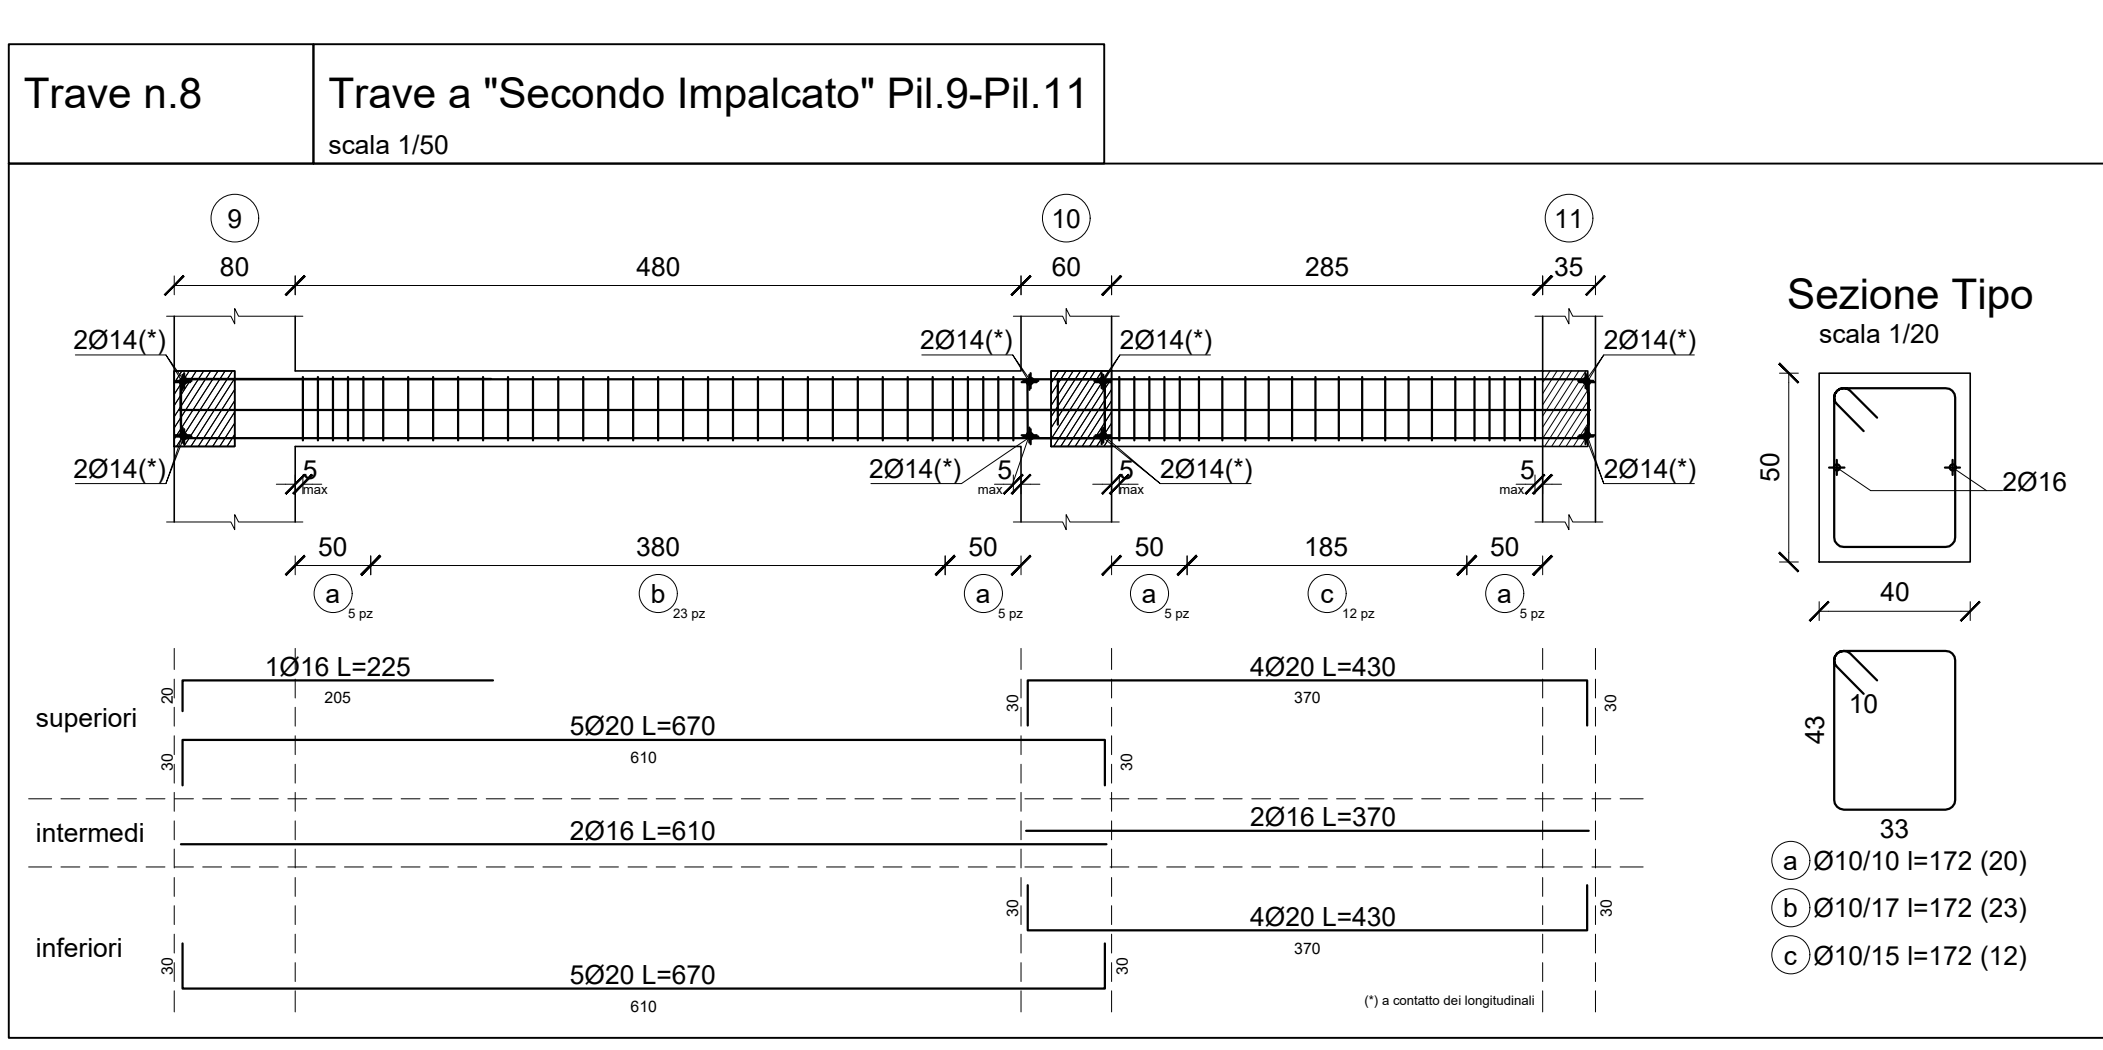 Trave n.8
Trave a "Secondo Impalcato" Pil.9-Pil.11
scala 1/50
9 10 11
80 480 60 285 35
Sezione Tipo
scala 1/20
2Ø14(*) 2Ø14(*) 2Ø14(*) 2Ø14(*)
2Ø14(*) 2Ø14(*) 2Ø14(*) 2Ø14(*)
5 5 5 5
max max max max
50 2Ø16
50 380 50 50 185 50
a 5 pz b 23 pz a 5 pz a 5 pz c 12 pz a 5 pz
40
superiori
1Ø16 L=225
20 205
4Ø20 L=430
30 370 30
5Ø20 L=670
30 610 30
10
43
33
intermedi
2Ø16 L=610
2Ø16 L=370
inferiori
4Ø20 L=430
30 370 30
5Ø20 L=670
30 610 30
(*) a contatto dei longitudinali
a Ø10/10 l=172 (20)
b Ø10/17 l=172 (23)
c Ø10/15 l=172 (12)